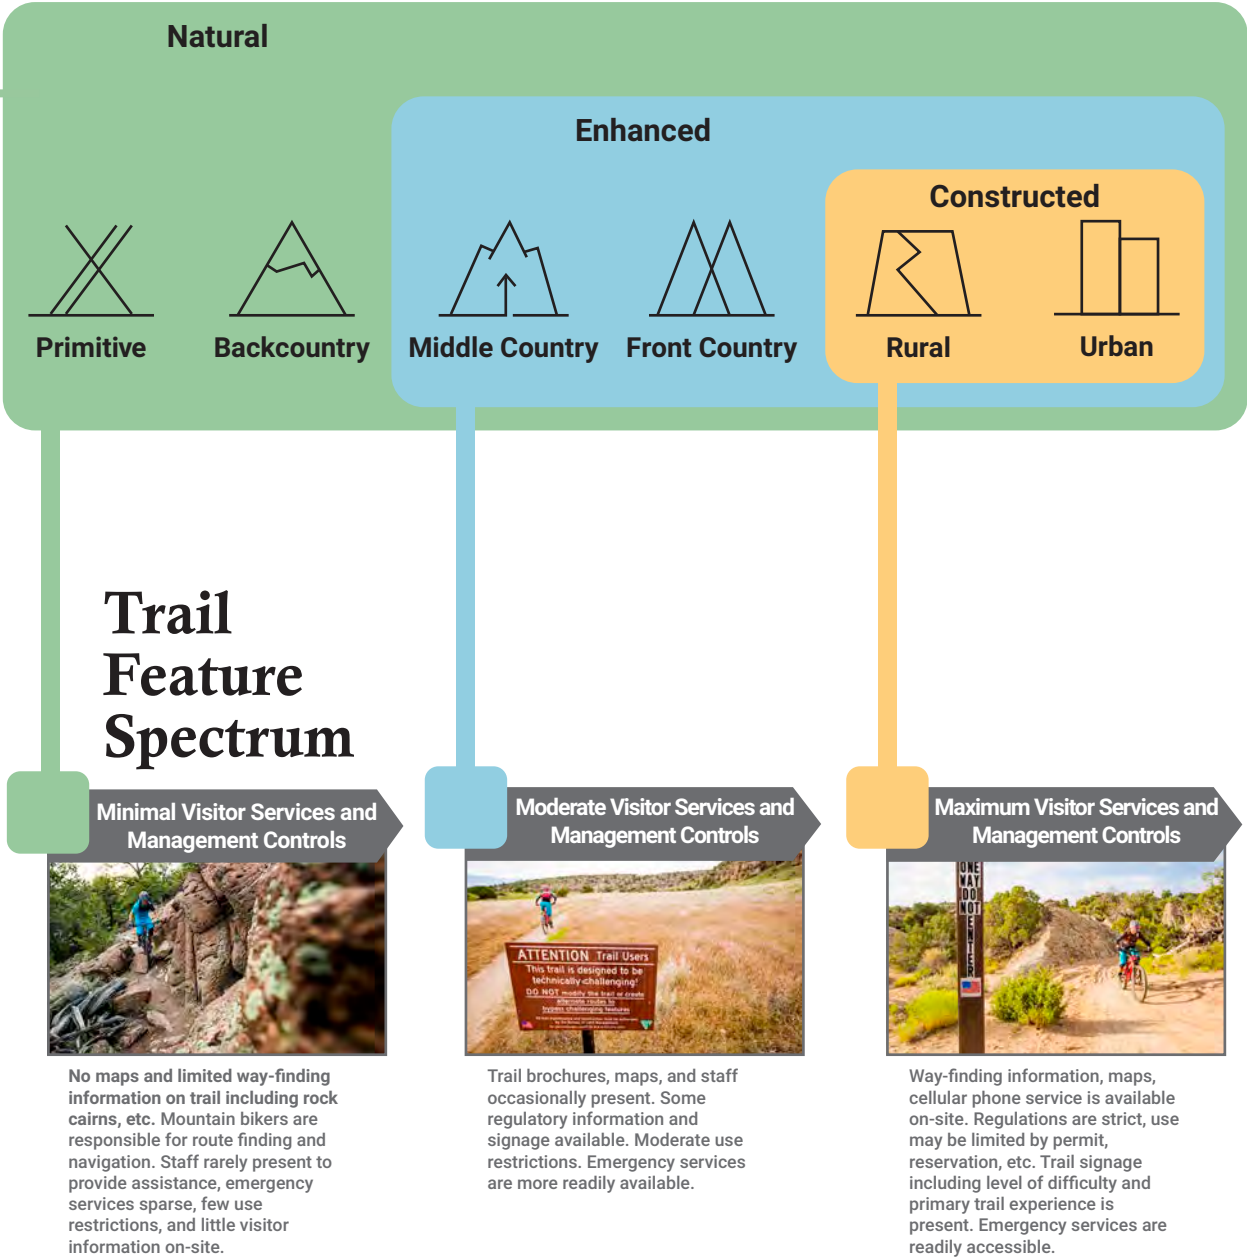 Natural
Enhanced
Constructed
Primitive
Backcountry
Middle Country
Front Country
Rural
Urban
Trail
Feature
Spectrum
Minimal Visitor Services and
Management Controls
Moderate Visitor Services and
Management Controls
Maximum Visitor Services and
Management Controls
ATTENTION Trail Users
This trail is designed to be
technically challenging!
DO NOT modify the trail or create
alternate routes to
bypass challenging features
ONE
WAY
DO
NOT
ENTER
No maps and limited way-finding
information on trail including rock
cairns, etc. Mountain bikers are
responsible for route finding and
navigation. Staff rarely present to
provide assistance, emergency
services sparse, few use
restrictions, and little visitor
information on-site.
Trail brochures, maps, and staff
occasionally present. Some
regulatory information and
signage available. Moderate use
restrictions. Emergency services
are more readily available.
Way-finding information, maps,
cellular phone service is available
on-site. Regulations are strict, use
may be limited by permit,
reservation, etc. Trail signage
including level of difficulty and
primary trail experience is
present. Emergency services are
readily accessible.